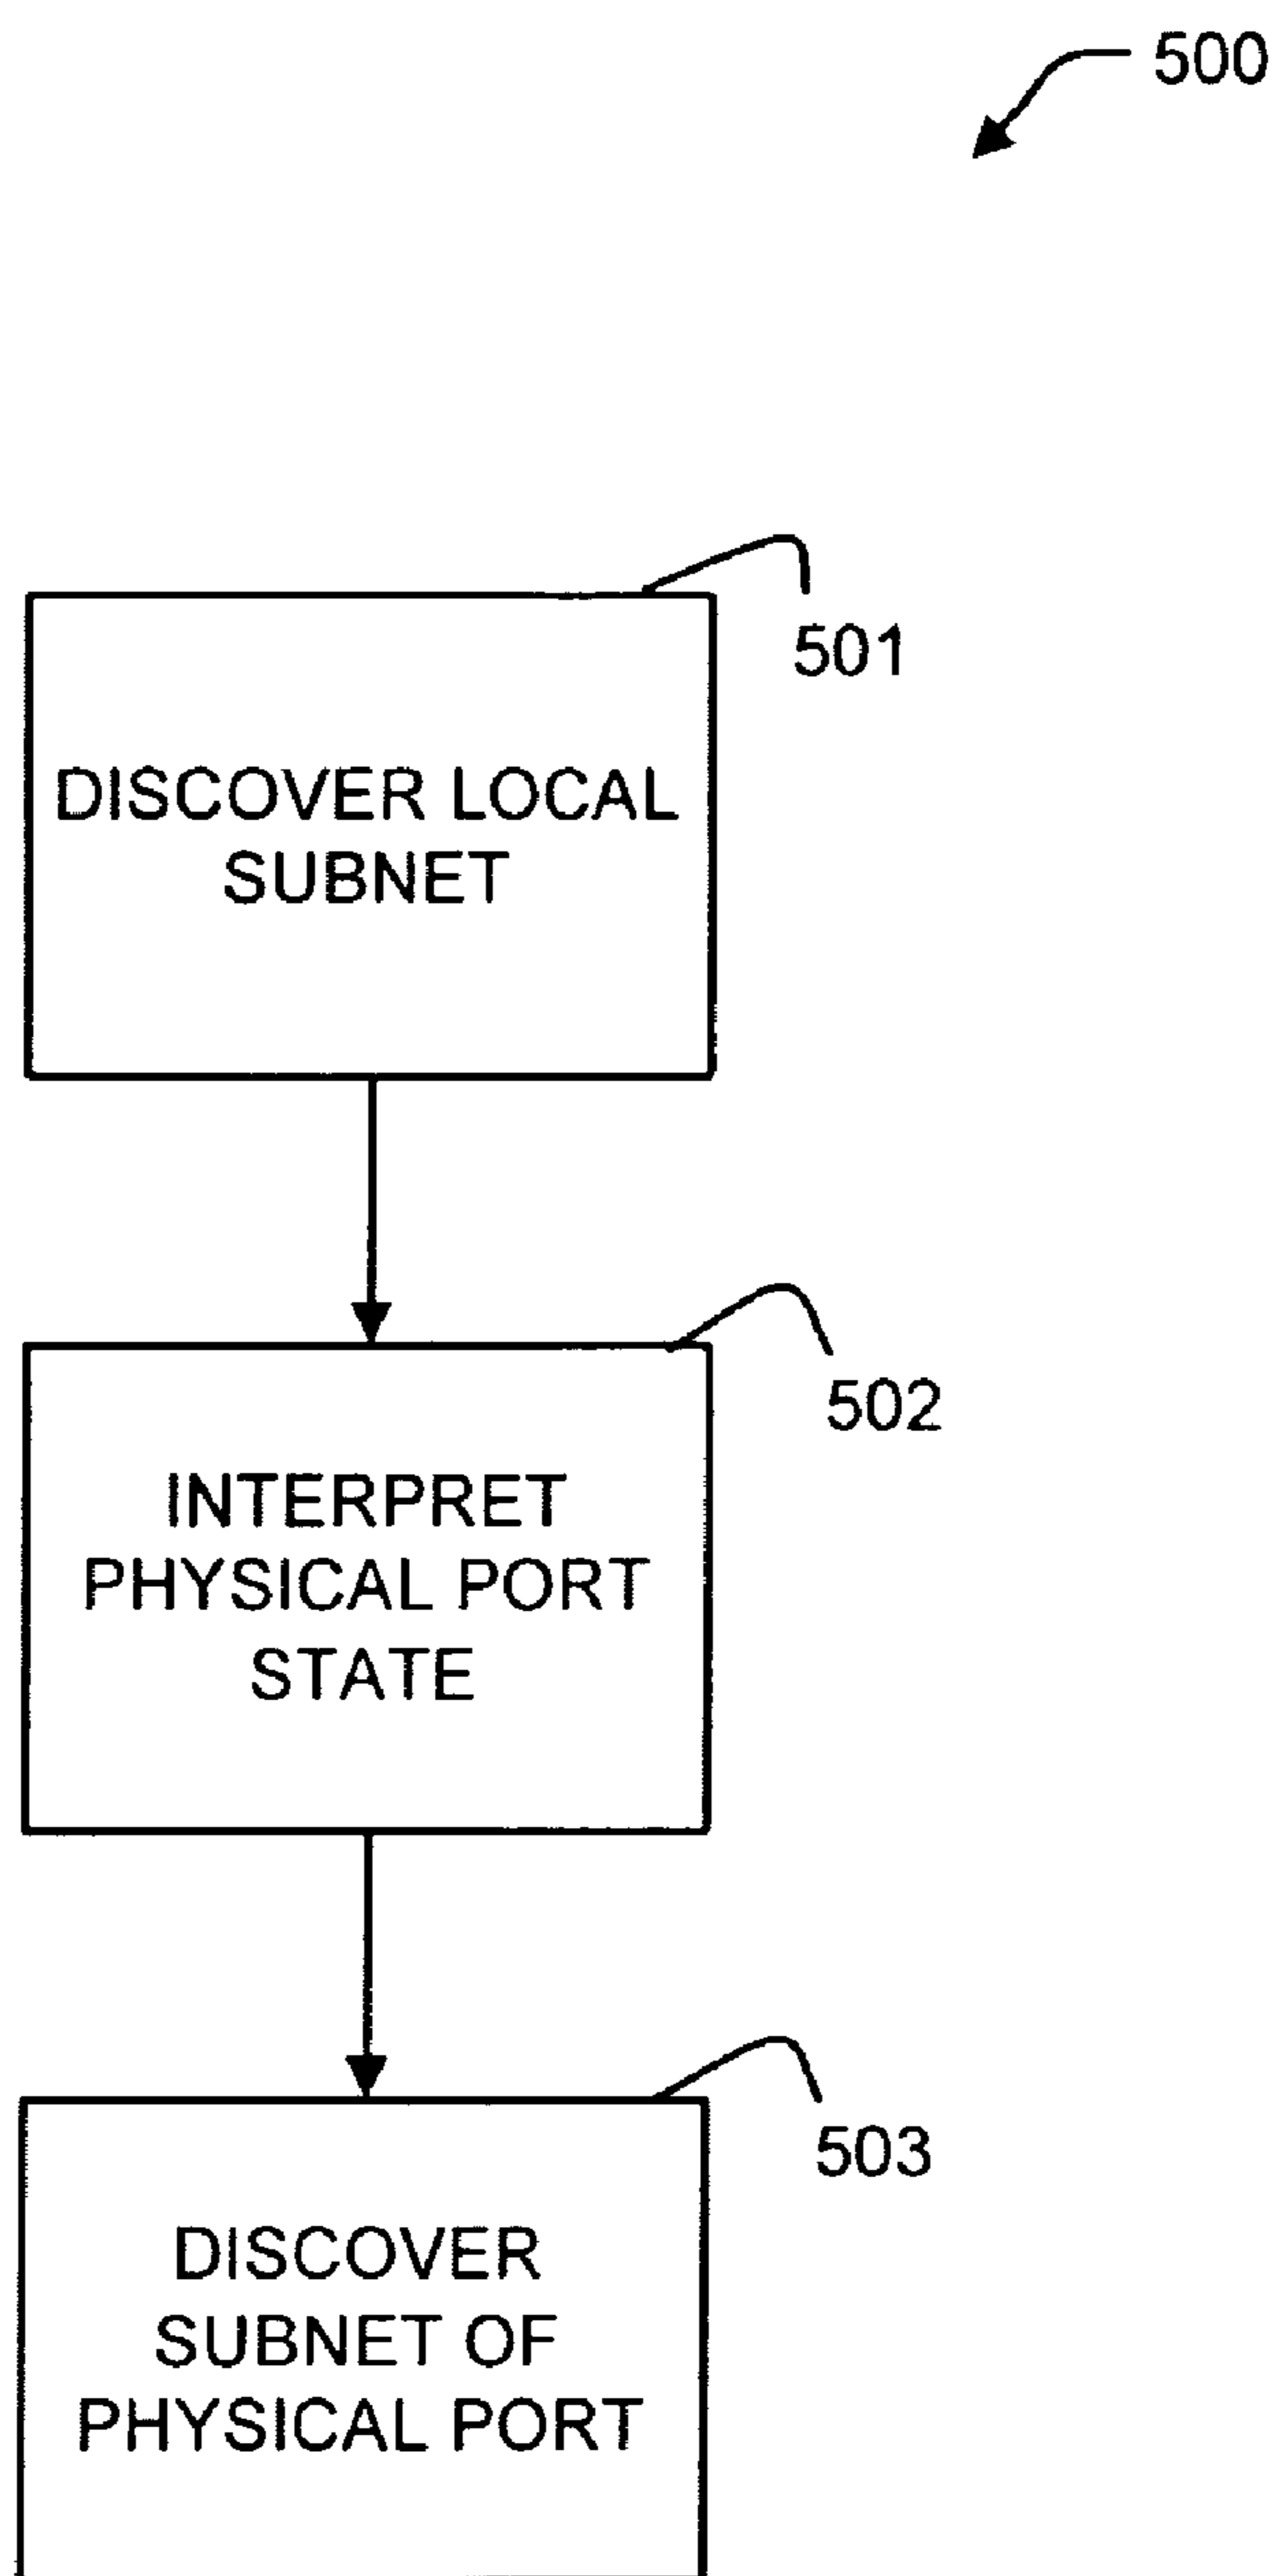 500
501
DISCOVER LOCAL
SUBNET
502
INTERPRET
PHYSICAL PORT
STATE
503
DISCOVER
SUBNET OF
PHYSICAL PORT